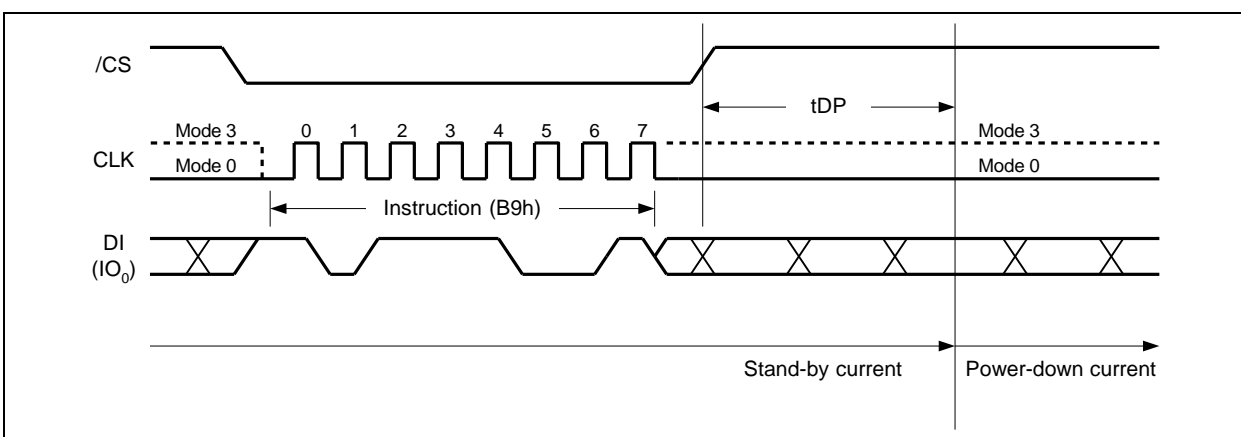 /CS
tDP
Mode 3 0 1 2 3 4 5 6 7 Mode 3
CLK
Mode 0 Mode 0
Instruction (B9h)
DI
(IO0)
Stand-by current Power-down current